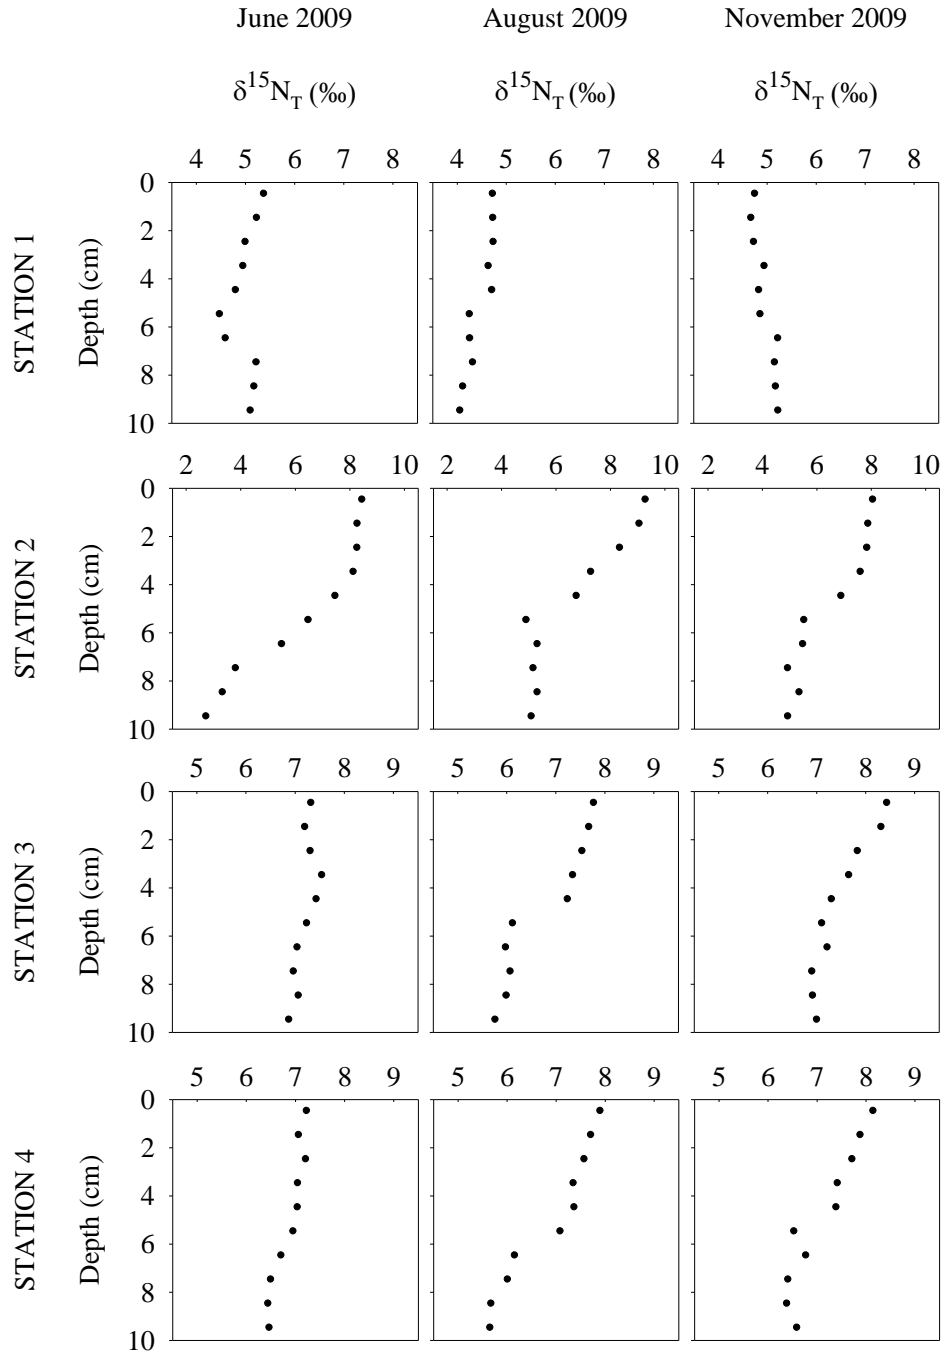 June 2009 August 2009 November 2009
δ¹⁵N_T (‰) δ¹⁵N_T (‰) δ¹⁵N_T (‰)
4 5 6 7 8 4 5 6 7 8 4 5 6 7 8
STATION 1
Depth (cm)
0
2
4
6
8
10
2 4 6 8 10 2 4 6 8 10 2 4 6 8 10
STATION 2
Depth (cm)
0
2
4
6
8
10
5 6 7 8 9 5 6 7 8 9 5 6 7 8 9
STATION 3
Depth (cm)
0
2
4
6
8
10
5 6 7 8 9 5 6 7 8 9 5 6 7 8 9
STATION 4
Depth (cm)
0
2
4
6
8
10